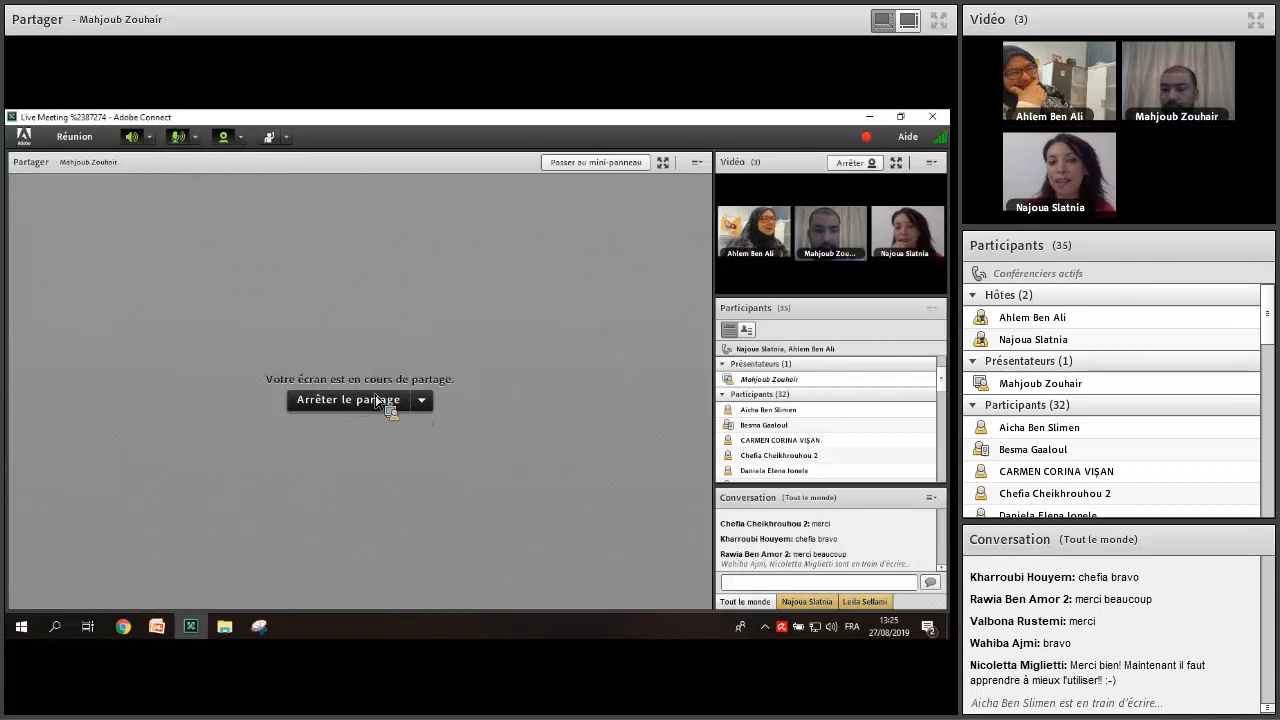 Partager - Mahjoub Zouhair
Live Meeting %2387274 - Adobe Connect
Adobe
Réunion
Aide
Partager - Mahjoub Zouhair
Passer au mini-panneau
Votre écran est en cours de partage.
Arrêter le partage
Vidéo (3)
Arrêter
Ahlem Ben Ali
Mahjoub Zou...
Najoua Slatnia
Participants (35)
Najoua Slatnia, Ahlem Ben Ali
Présentateurs (1)
Mahjoub Zouhair
Participants (32)
Aicha Ben Slimen
Besma Gaaloul
CARMEN CORINA VIȘAN
Chefia Cheikhrouhou 2
Daniela Elena Ionele
Conversation (Tout le monde)
Chefia Cheikhrouhou 2: merci
Kharroubi Houyem: chefia bravo
Rawia Ben Amor 2: merci beaucoup
Wahiba Ajmi, Nicoletta Miglietti sont en train d'écrire...
Tout le monde
Najoua Slatnia
Leila Sellami
FRA
13:25
27/08/2019
2
Vidéo (3)
Ahlem Ben Ali
Mahjoub Zouhair
Najoua Slatnia
Participants (35)
Conférenciers actifs
Hôtes (2)
Ahlem Ben Ali
Najoua Slatnia
Présentateurs (1)
Mahjoub Zouhair
Participants (32)
Aicha Ben Slimen
Besma Gaaloul
CARMEN CORINA VIȘAN
Chefia Cheikhrouhou 2
Daniela Elena Ionele
Conversation (Tout le monde)
Kharroubi Houyem: chefia bravo
Rawia Ben Amor 2: merci beaucoup
Valbona Rustemi: merci
Wahiba Ajmi: bravo
Nicoletta Miglietti: Merci bien! Maintenant il faut
apprendre à mieux l'utiliser!! :-)
Aicha Ben Slimen est en train d'écrire...